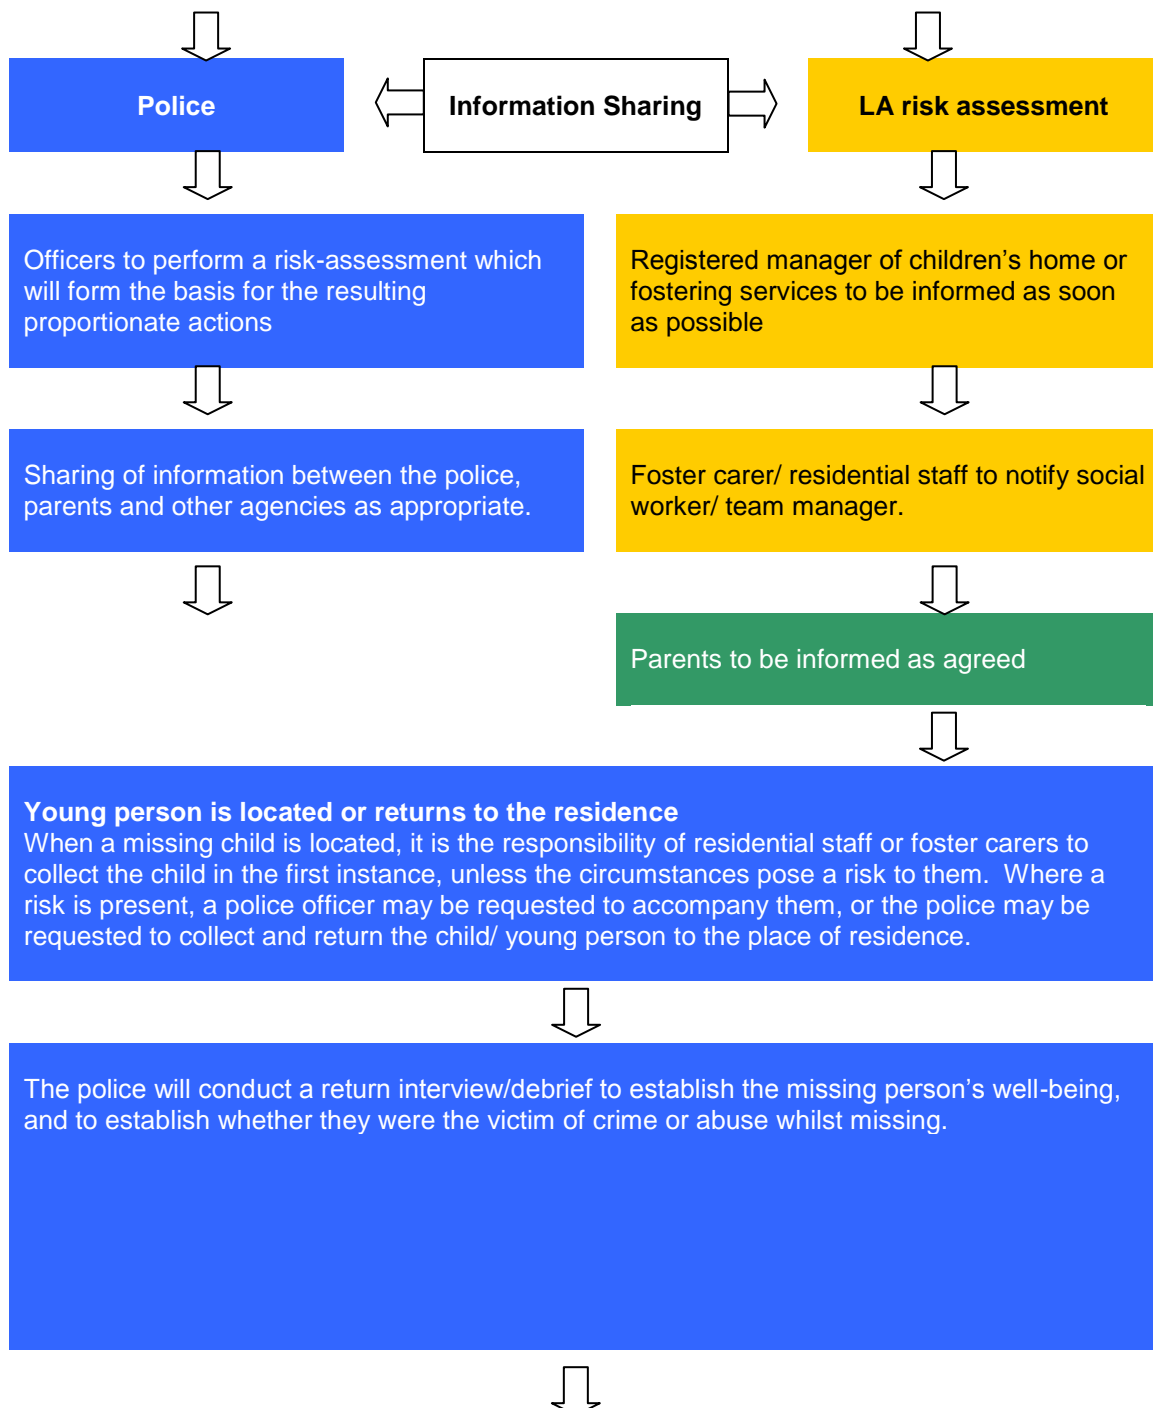 Police
Information Sharing
LA risk assessment
Officers to perform a risk-assessment which
will form the basis for the resulting
proportionate actions
Registered manager of children's home or
fostering services to be informed as soon
as possible
Sharing of information between the police,
parents and other agencies as appropriate.
Foster carer/ residential staff to notify social
worker/ team manager.
Parents to be informed as agreed
Young person is located or returns to the residence
When a missing child is located, it is the responsibility of residential staff or foster carers to
collect the child in the first instance, unless the circumstances pose a risk to them.  Where a
risk is present, a police officer may be requested to accompany them, or the police may be
requested to collect and return the child/ young person to the place of residence.
The police will conduct a return interview/debrief to establish the missing person's well-being,
and to establish whether they were the victim of crime or abuse whilst missing.